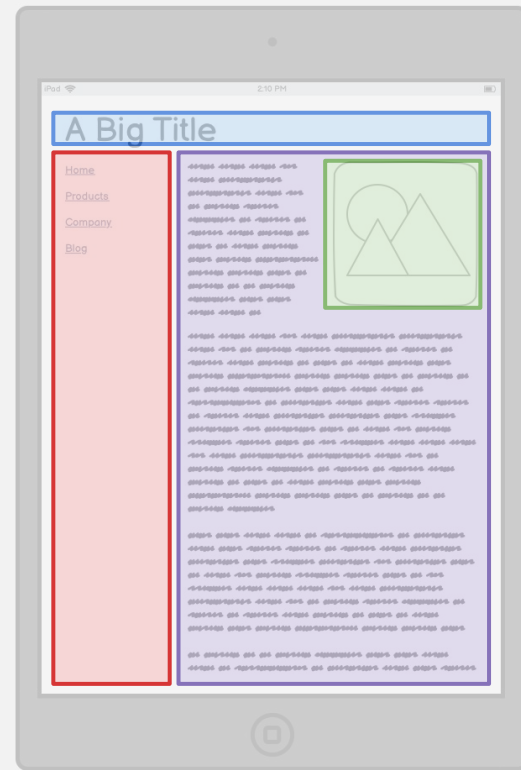 iPad 2:10 PM
A Big Title
Home
Products
Company
Blog